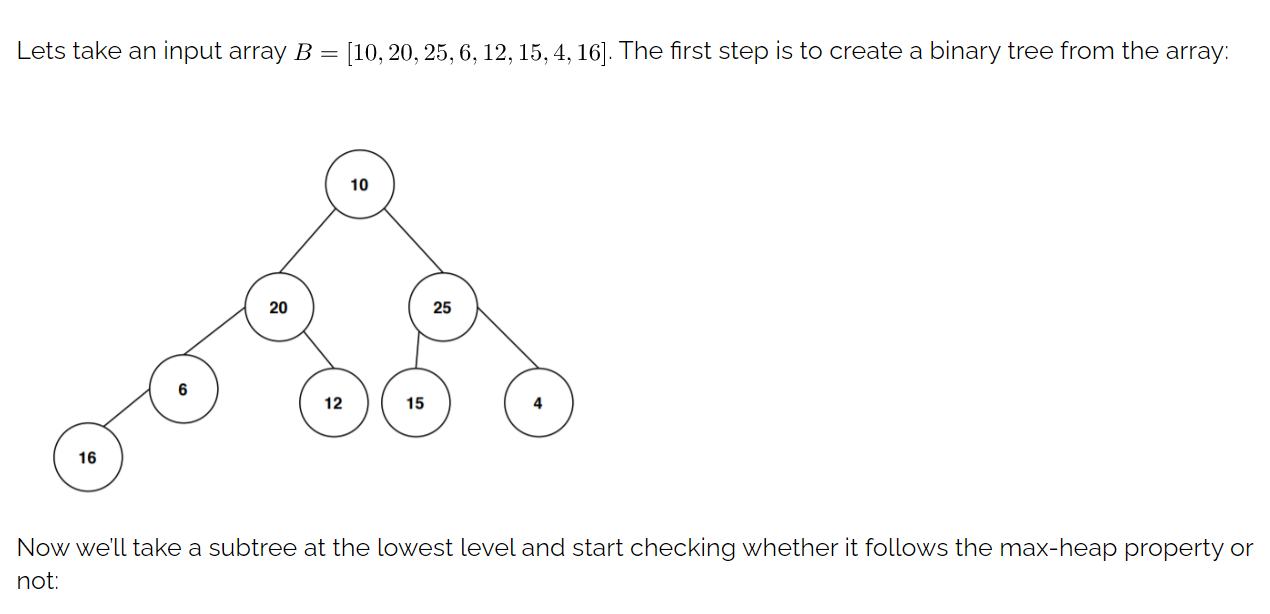 Lets take an input array B = [10, 20, 25, 6, 12, 15, 4, 16]. The first step is to create a binary tree from the array:
10
20
25
6
12
15
4
16
Now we'll take a subtree at the lowest level and start checking whether it follows the max-heap property or
not: